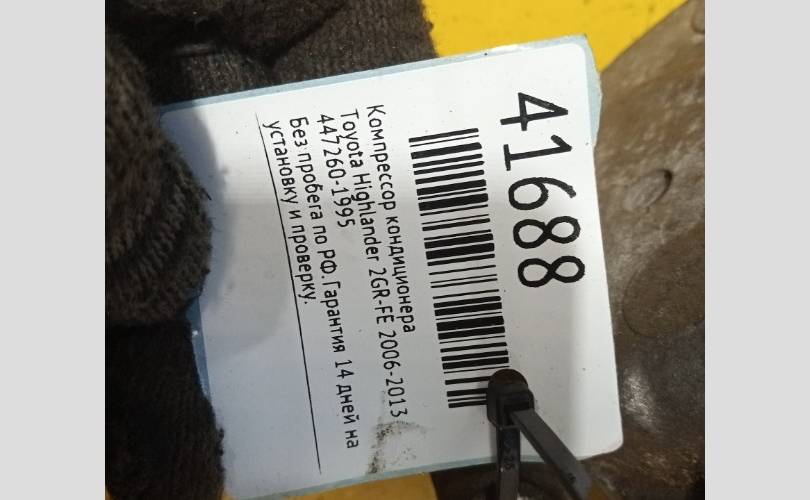 41688
Компрессор кондиционера
Toyota Highlander 2GR-FE 2006-2013
447260-1995
Без пробега по РФ.Гарантия 14 дней на
установку и проверку.